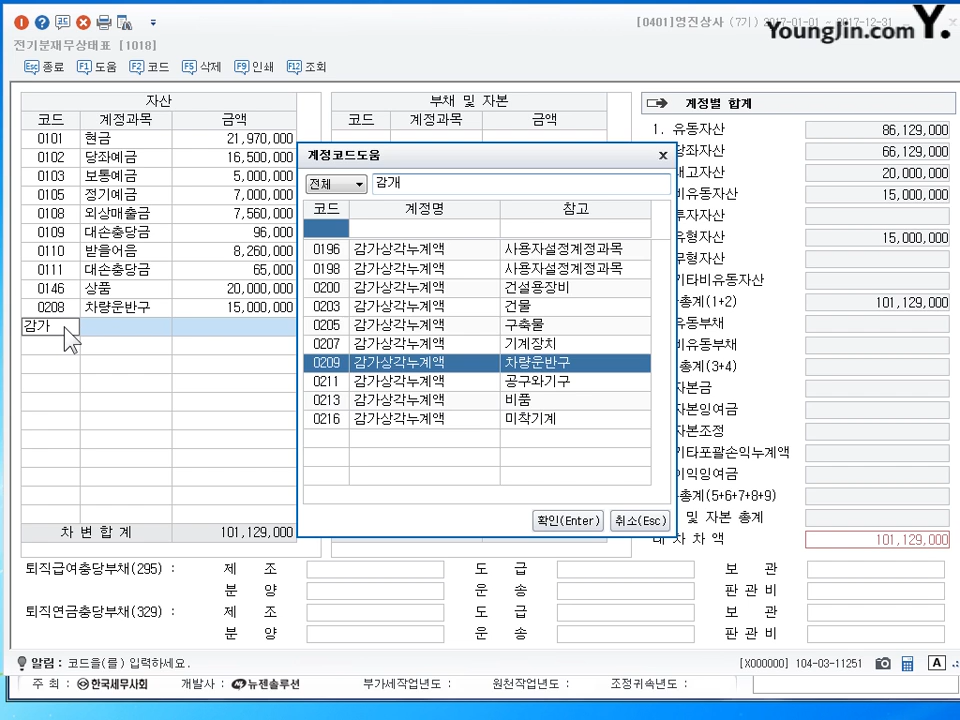 [0401]영진상사 (7기) 2017-01-01 ~ 2017-12-31
YoungJin.com Y.
전기분재무상태표 [1018]
Esc 종료 F1 도움 F2 코드 F5 삭제 F9 인쇄 F12 조회
자산
코드 계정과목 금액
0101 현금 21,970,000
0102 당좌예금 16,500,000
0103 보통예금 5,000,000
0105 정기예금 7,000,000
0108 외상매출금 7,560,000
0109 대손충당금 96,000
0110 받을어음 8,260,000
0111 대손충당금 65,000
0146 상품 20,000,000
0208 차량운반구 15,000,000
감가
차 변 합 계 101,129,000
부채 및 자본
코드 계정과목 금액
계정코드도움 x
전체 감개
코드 계정명 참고
0196 감가상각누계액 사용자설정계정과목
0198 감가상각누계액 사용자설정계정과목
0200 감가상각누계액 건설용장비
0203 감가상각누계액 건물
0205 감가상각누계액 구축물
0207 감가상각누계액 기계장치
0209 감가상각누계액 차량운반구
0211 감가상각누계액 공구와기구
0213 감가상각누계액 비품
0216 감가상각누계액 미착기계
확인(Enter) 취소(Esc)
계정별 합계
1. 유동자산 86,129,000
당좌자산 66,129,000
재고자산 20,000,000
비유동자산 15,000,000
투자자산
유형자산 15,000,000
무형자산
기타비유동자산
총계(1+2) 101,129,000
유동부채
비유동부채
총계(3+4)
자본금
자본잉여금
자본조정
기타포괄손익누계액
이익잉여금
총계(5+6+7+8+9)
및 자본 총계
대 차 차 액 101,129,000
퇴직급여충당부채(295) : 제 조 도 급 보 관
분 양 운 송 판 관 비
퇴직연금충당부채(329) : 제 조 도 급 보 관
분 양 운 송 판 관 비
알림 : 코드을(를) 입력하세요. [X000000] 104-03-11251 A
주 최 : 한국세무사회 개발사 : 뉴젠솔루션 부가세작업년도 : 원천작업년도 : 조정귀속년도 :